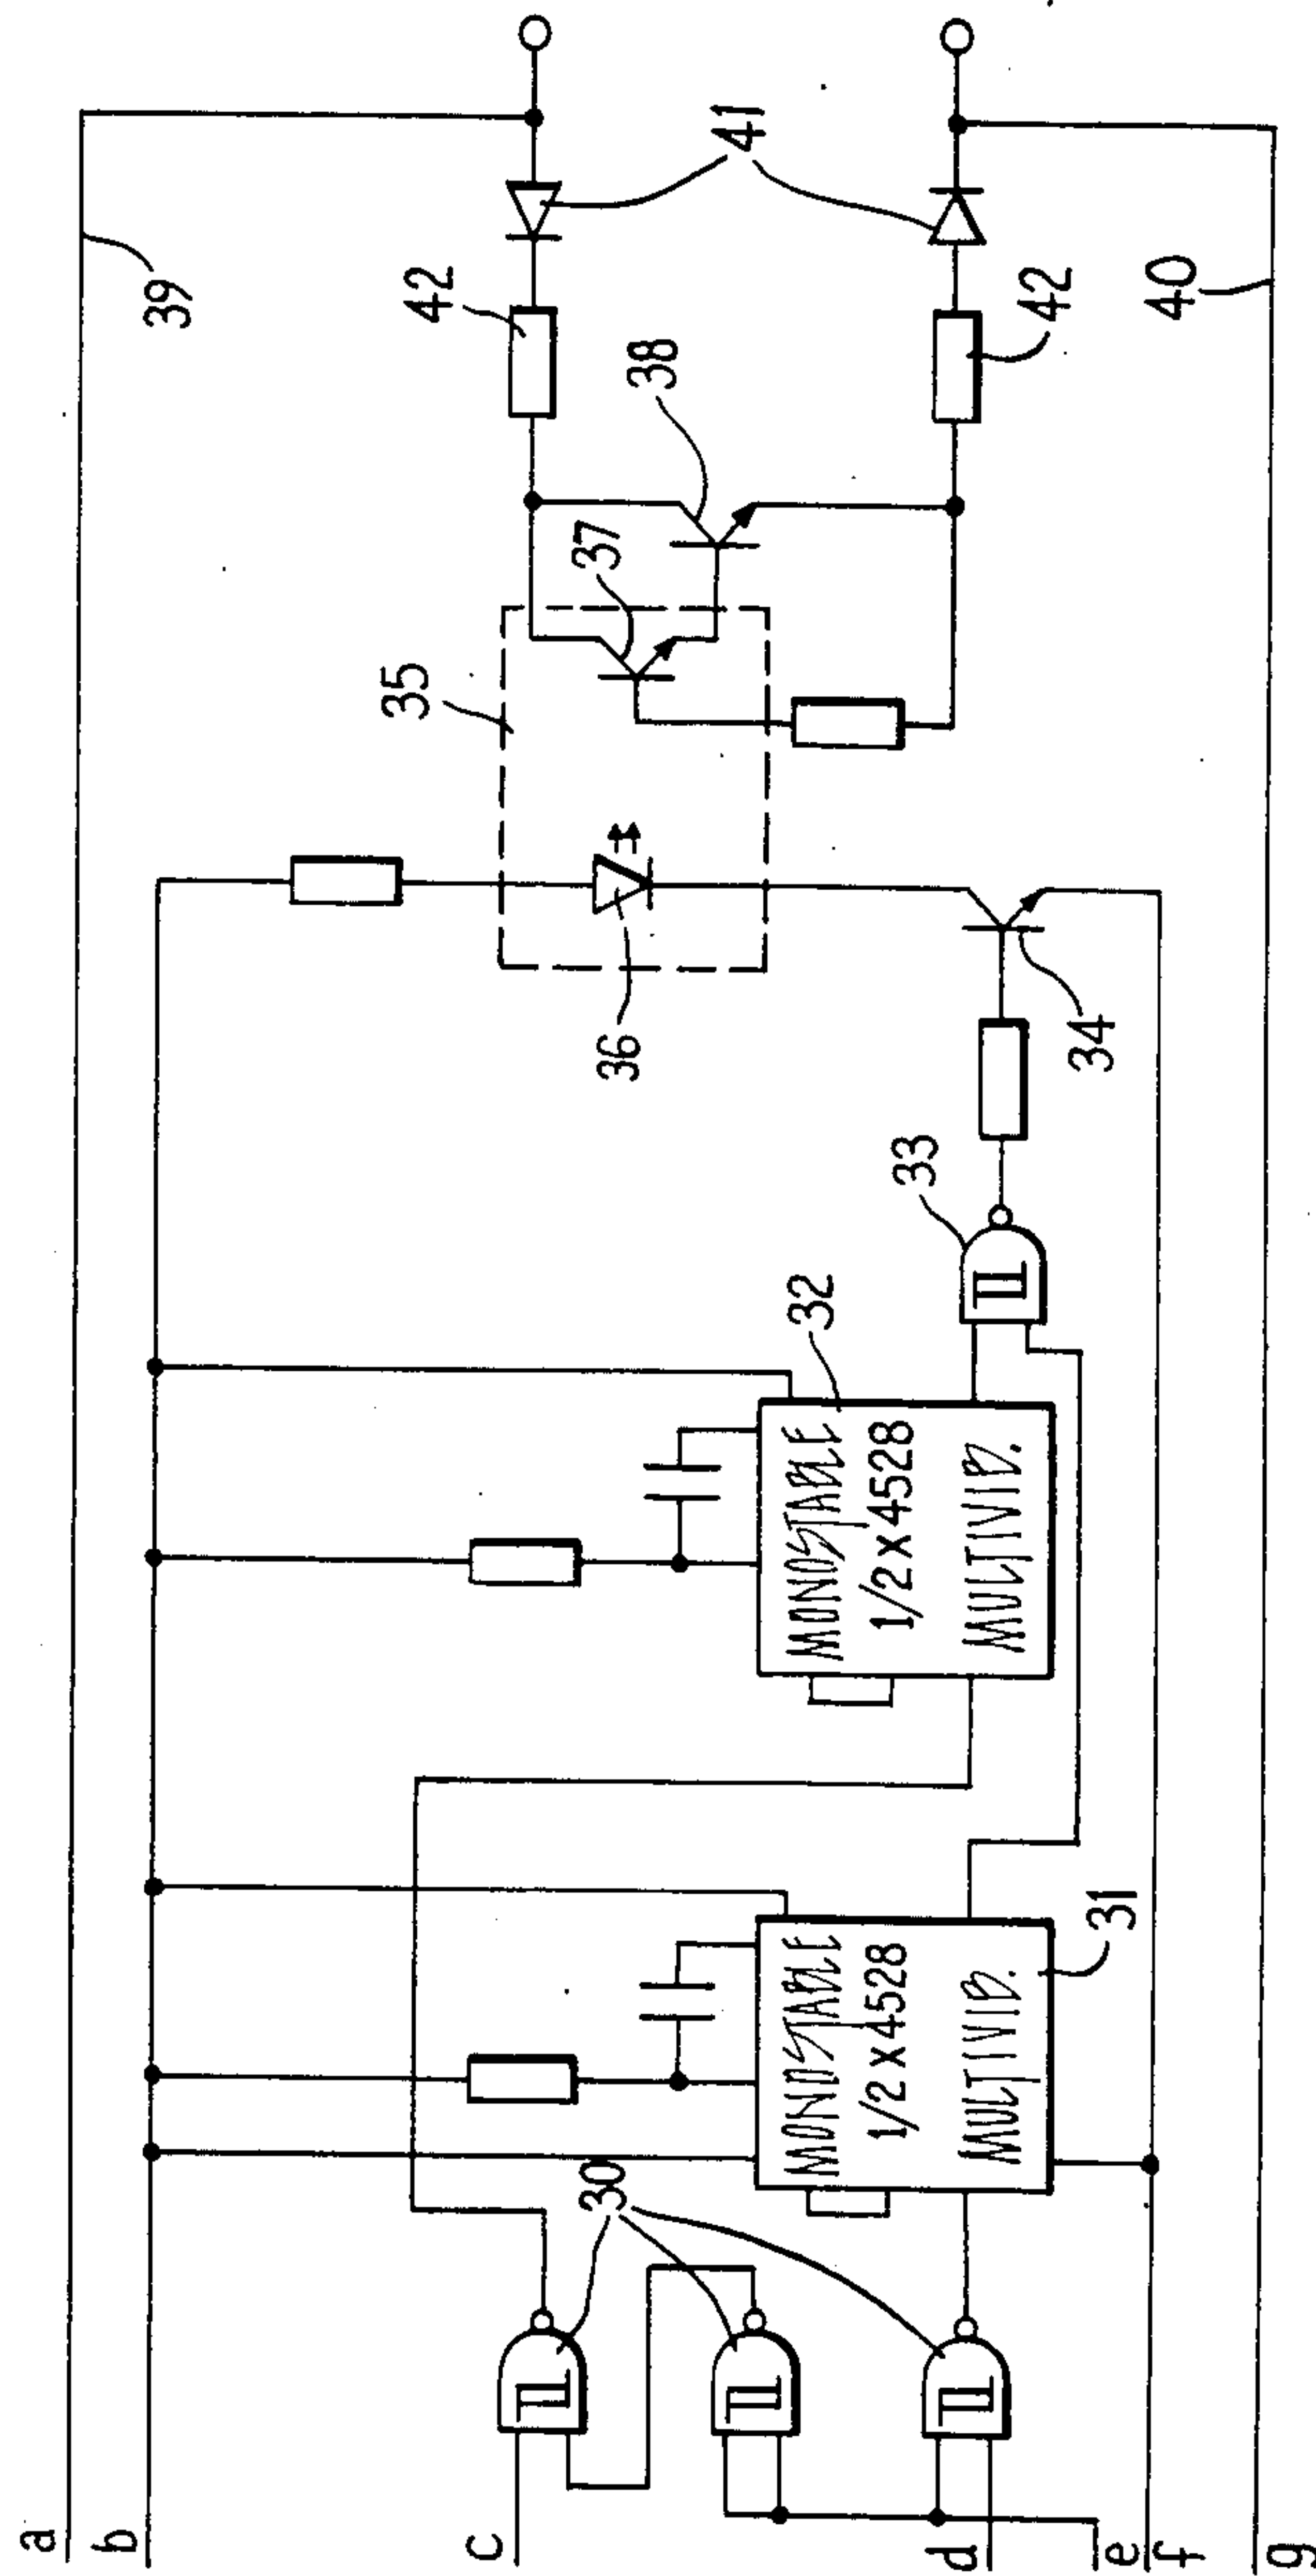 a
b
c
d
e
f
g
30
MONOSTABLE
1/2 x 4528
MULTIVIB.
31
MONOSTABLE
1/2 x 4528
MULTIVIB.
32
33
34
35
36
37
38
39
40
41
42
42